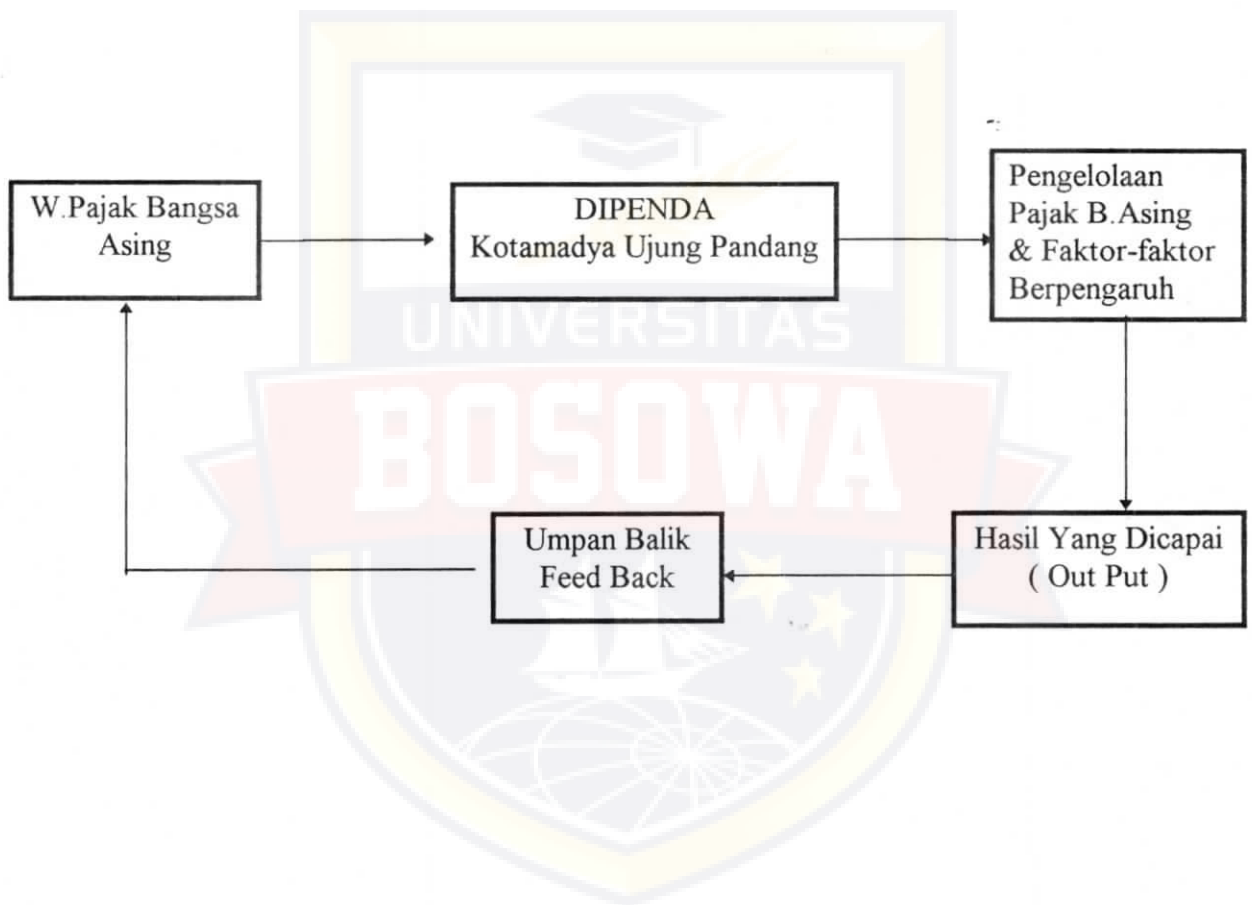 W.Pajak Bangsa
Asing
DIPENDA
Kotamadya Ujung Pandang
Pengelolaan
Pajak B.Asing
& Faktor-faktor
Berpengaruh
Hasil Yang Dicapai
( Out Put )
Umpan Balik
Feed Back
UNIVERSITAS
BOSOWA